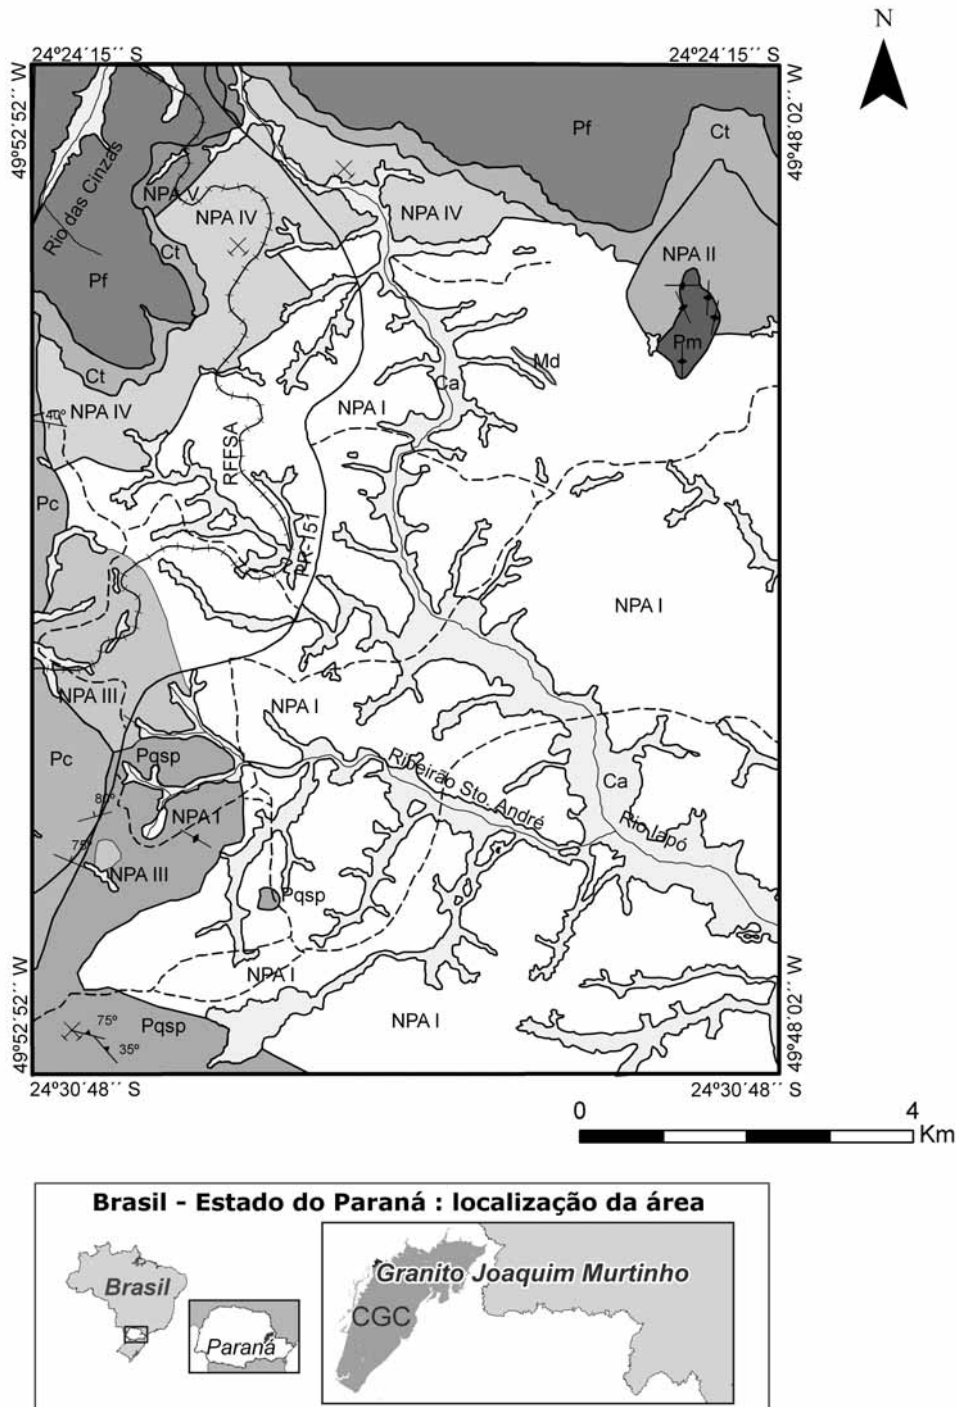 N
24º24´15´´ S
24º24´15´´ S
49º52´52´´ W
49º48´02´´ W
Pf
Ct
Rio das Cinzas
NPA V
NPA IV
NPA IV
Ct
NPA II
Pf
Pm
Md
Ct
Ca
NPA IV
NPA I
40º
RFFSA
Pc
PR-151
NPA I
NPA III
NPA I
Pc
Pqsp
Ribeirão Sto. André
Ca
80º
NPA I
Rio Iapó
75º
NPA III
Pqsp
NPA I
49º52´52´´ W
49º48´02´´ W
75º
Pqsp
NPA I
35º
24º30´48´´ S
24º30´48´´ S
0
4
Km
Brasil - Estado do Paraná : localização da área
Brasil
Paraná
Granito Joaquim Murtinho
CGC